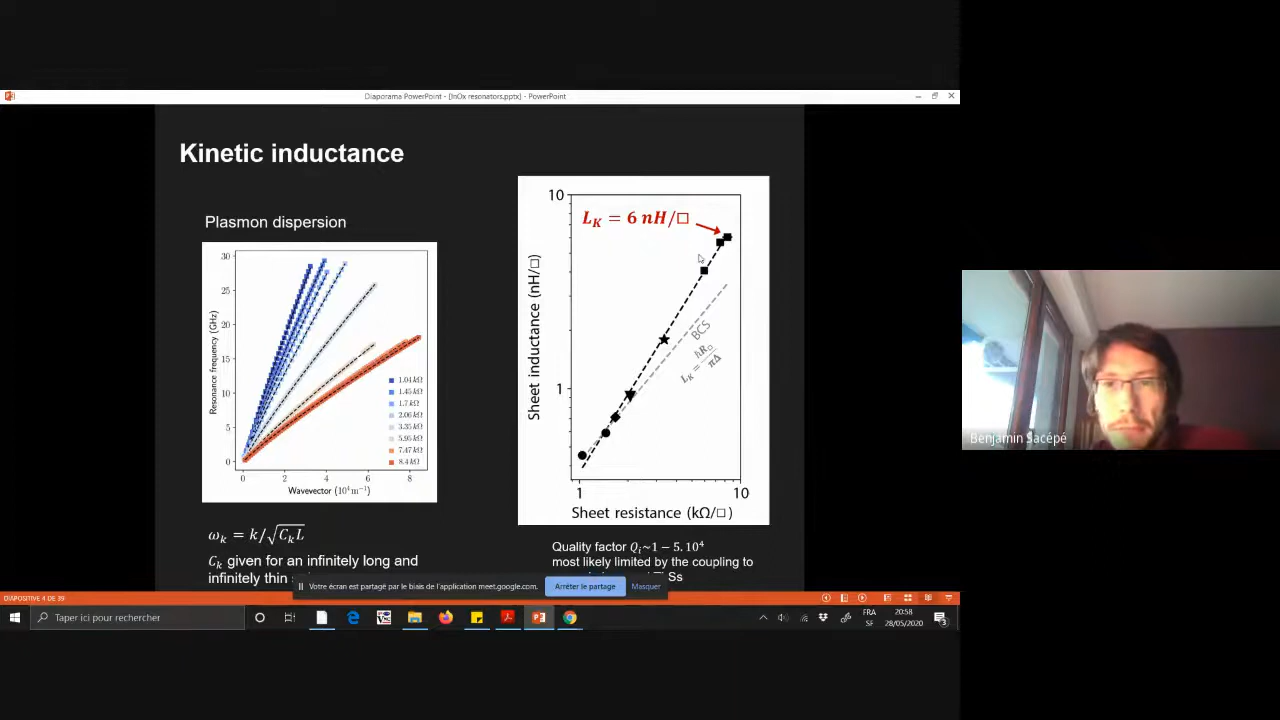 Diaporama PowerPoint - [InOx resonators.pptx] - PowerPoint
Kinetic inductance
Plasmon dispersion
30
25
20
15
10
5
0
Resonance frequency (GHz)
0 2 4 6 8
Wavevector (10⁴ m⁻¹)
1.04 kΩ
1.45 kΩ
1.7 kΩ
2.06 kΩ
3.35 kΩ
5.95 kΩ
7.47 kΩ
8.4 kΩ
ω_k = k/√(C_k L)
C_k given for an infinitely long and
infinitely thin
10
1
Sheet inductance (nH/□)
L_K = 6 nH/□
BCS
L_K = ħR_□/πΔ
1 10
Sheet resistance (kΩ/□)
Quality factor Q_i~1 − 5.10⁴
most likely limited by the coupling to
Ss
Votre écran est partagé par le biais de l'application meet.google.com.
Arrêter le partage
Masquer
Benjamin Sacépé
DIAPOSITIVE 4 DE 39
Taper ici pour rechercher
FRA
SF
20:58
28/05/2020
3